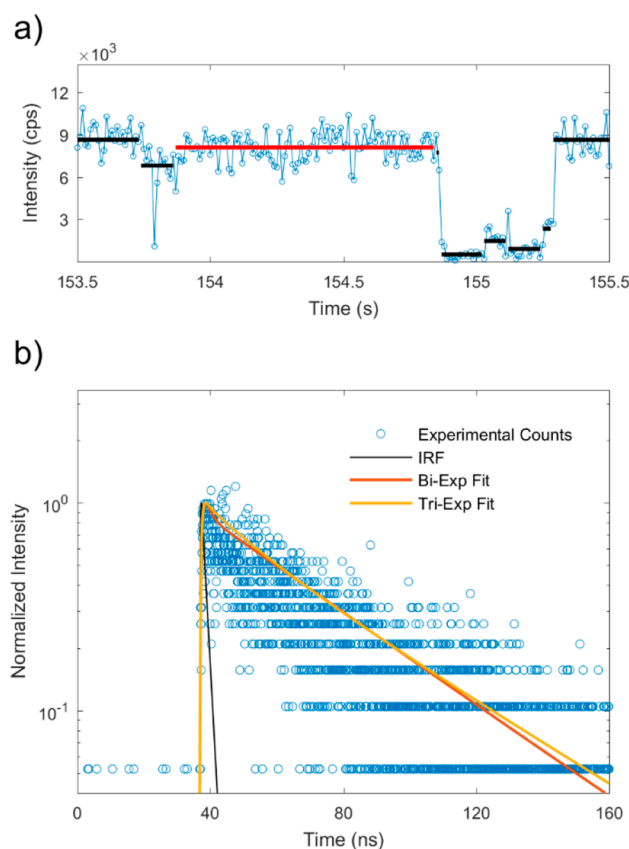 a)
×10³
12
9
6
3
Intensity (cps)
153.5 154 154.5 155 155.5
Time (s)
b)
Experimental Counts
IRF
Bi-Exp Fit
Tri-Exp Fit
10⁰
10⁻¹
Normalized Intensity
0 40 80 120 160
Time (ns)